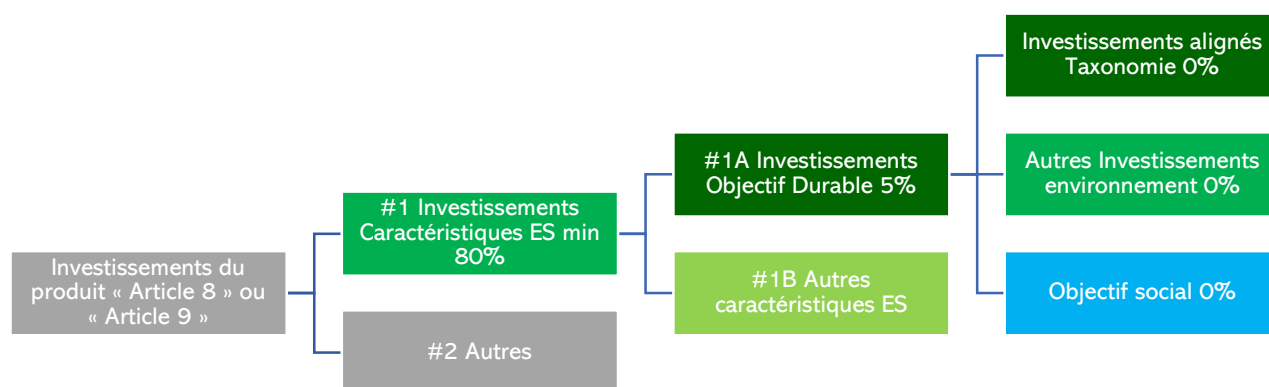 Investissements du
produit « Article 8 » ou
« Article 9 »
#1 Investissements
Caractéristiques ES min
80%
#2 Autres
#1A Investissements
Objectif Durable 5%
#1B Autres
caractéristiques ES
Investissements alignés
Taxonomie 0%
Autres Investissements
environnement 0%
Objectif social 0%